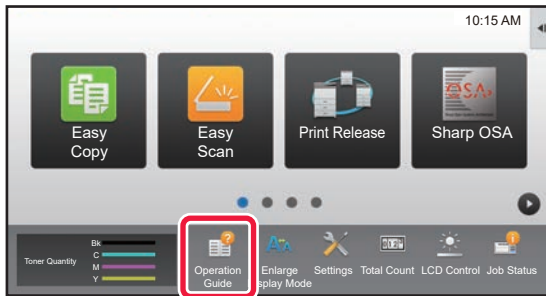 10:15 AM
Easy
Copy
Easy
Scan
Print Release
Sharp OSA
OSA
Toner Quantity
Bk
C
M
Y
Operation
Guide
Enlarge
splay Mode
Settings
Total Count
LCD Control
Job Status